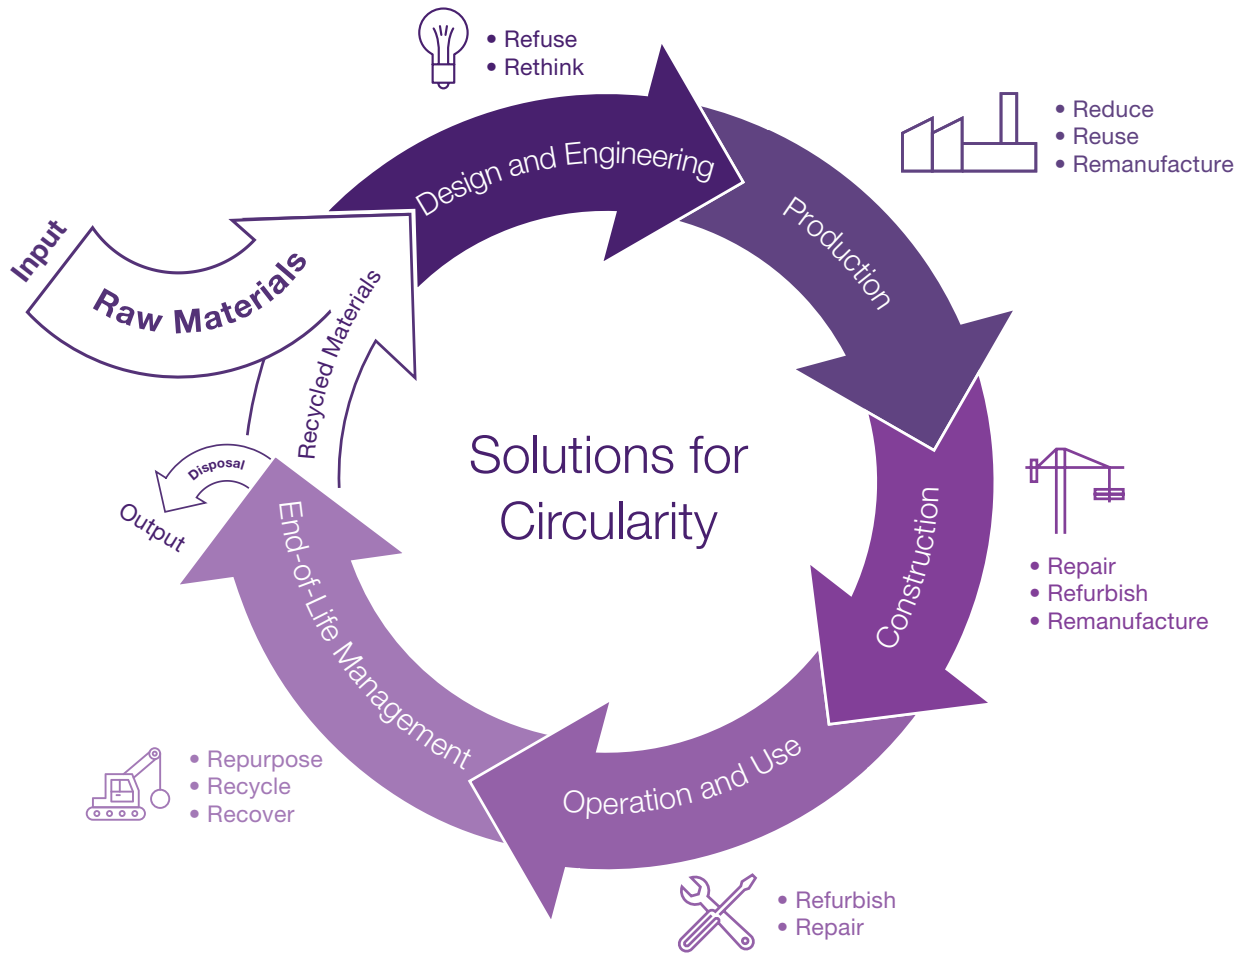 • Refuse
• Rethink
Design and Engineering
• Reduce
• Reuse
• Remanufacture
Production
Input
Raw Materials
Recycled Materials
Solutions for
Circularity
Disposal
Output
Construction
• Repair
• Refurbish
• Remanufacture
End-of-Life Management
Operation and Use
• Repurpose
• Recycle
• Recover
• Refurbish
• Repair